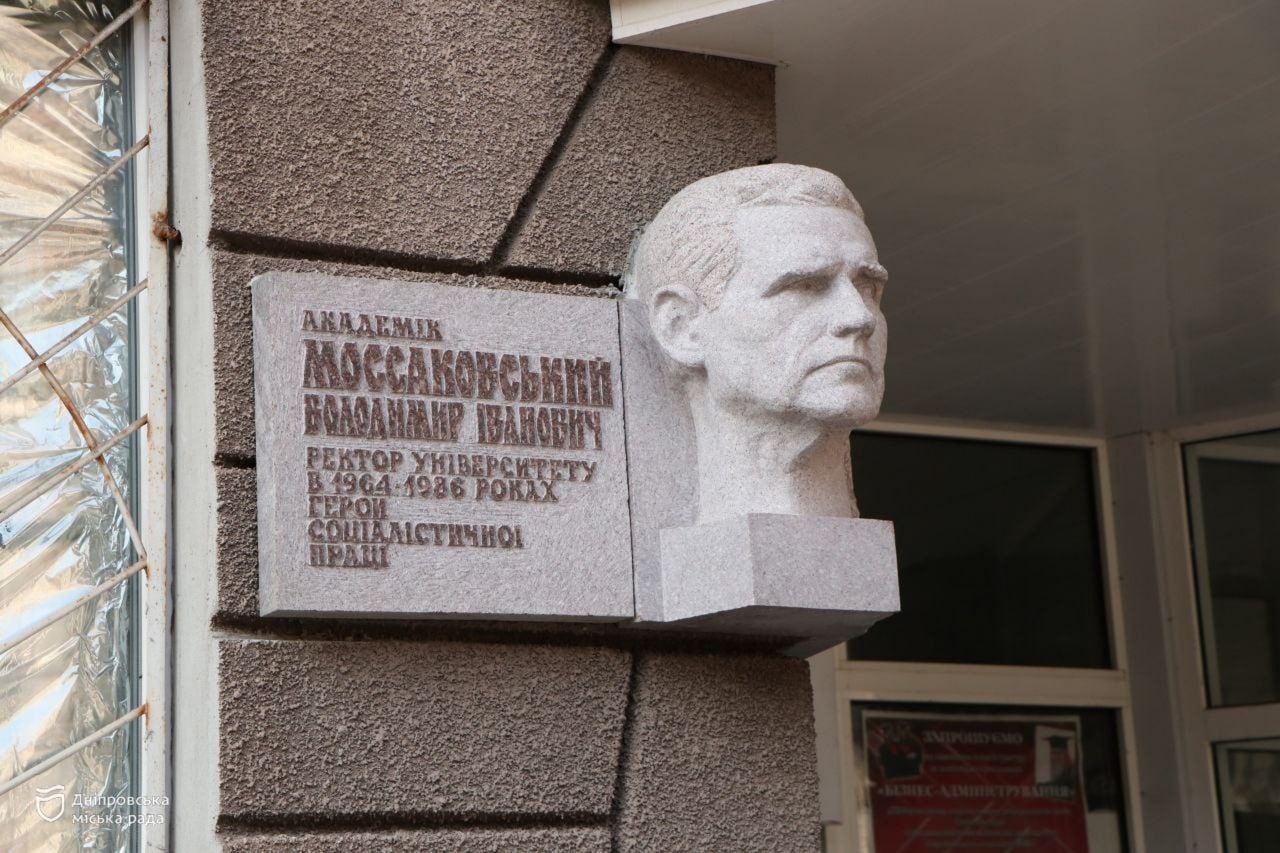 АКАДЕМІК
МОССАКОВСЬКИЙ
ВОЛОДИМИР ІВАНОВИЧ
РЕКТОР УНІВЕРСИТЕТУ
В 1964-1986 РОКАХ
ГЕРОЙ
СОЦІАЛІСТИЧНОЇ
ПРАЦІ
ЗАПРОШУЄМО
«БІЗНЕС-АДМІНІСТРУВАННЯ»
Дніпровська
міська рада